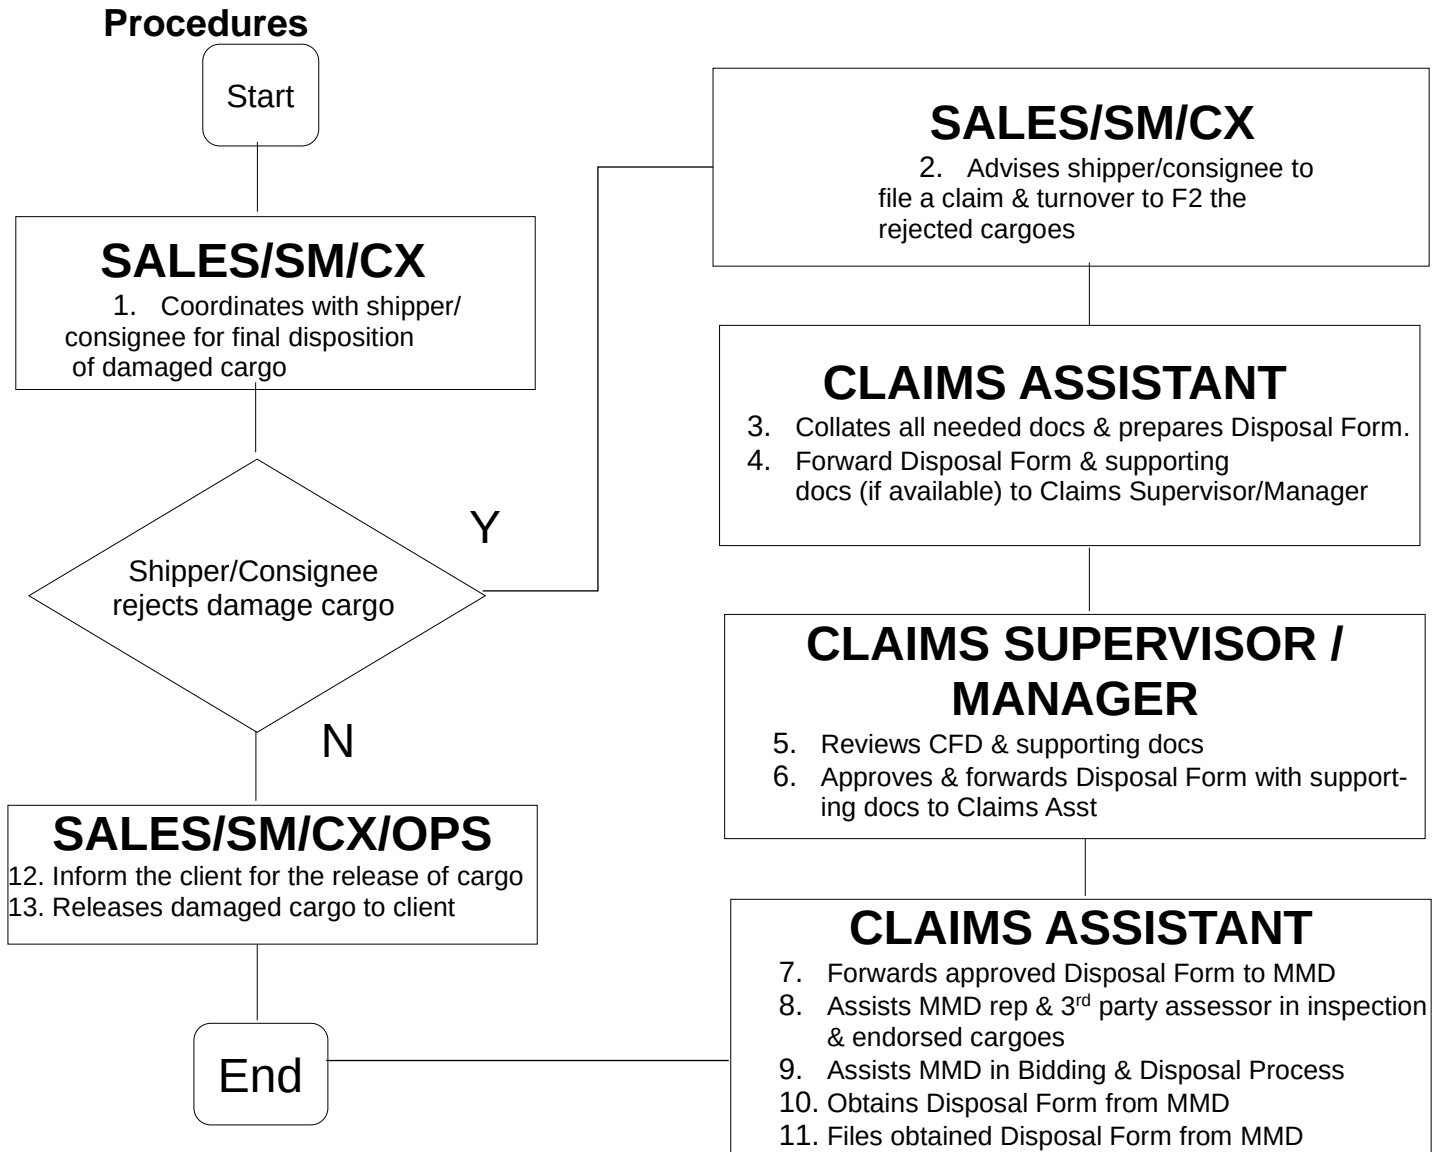 Procedures
Start
SALES/SM/CX
1. Coordinates with shipper/
consignee for final disposition
of damaged cargo
Shipper/Consignee
rejects damage cargo
Y
N
SALES/SM/CX/OPS
12. Inform the client for the release of cargo
13. Releases damaged cargo to client
End
SALES/SM/CX
2. Advises shipper/consignee to
file a claim & turnover to F2 the
rejected cargoes
CLAIMS ASSISTANT
3. Collates all needed docs & prepares Disposal Form.
4. Forward Disposal Form & supporting
docs (if available) to Claims Supervisor/Manager
CLAIMS SUPERVISOR /
MANAGER
5. Reviews CFD & supporting docs
6. Approves & forwards Disposal Form with support-
ing docs to Claims Asst
CLAIMS ASSISTANT
7. Forwards approved Disposal Form to MMD
8. Assists MMD rep & 3rd party assessor in inspection
& endorsed cargoes
9. Assists MMD in Bidding & Disposal Process
10. Obtains Disposal Form from MMD
11. Files obtained Disposal Form from MMD